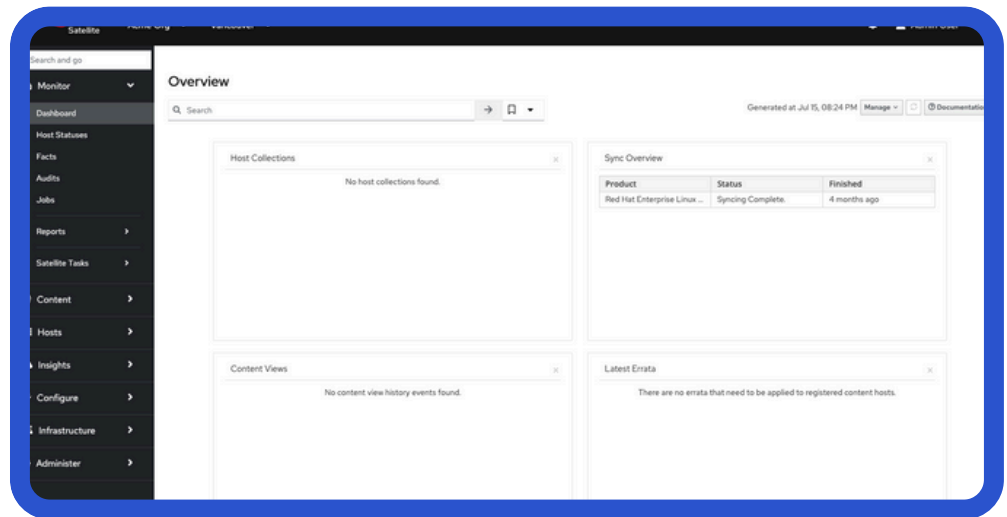 Satellite
Search and go
Monitor
Dashboard
Host Statuses
Facts
Audits
Jobs
Reports
Satellite Tasks
Content
Hosts
Insights
Configure
Infrastructure
Administer
Overview
Search
Generated at Jul 15, 08:24 PM Manage
Host Collections
No host collections found.
Sync Overview
Product Status Finished
Red Hat Enterprise Linux ... Syncing Complete. 4 months ago
Content Views
No content view history events found.
Latest Errata
There are no errata that need to be applied to registered content hosts.